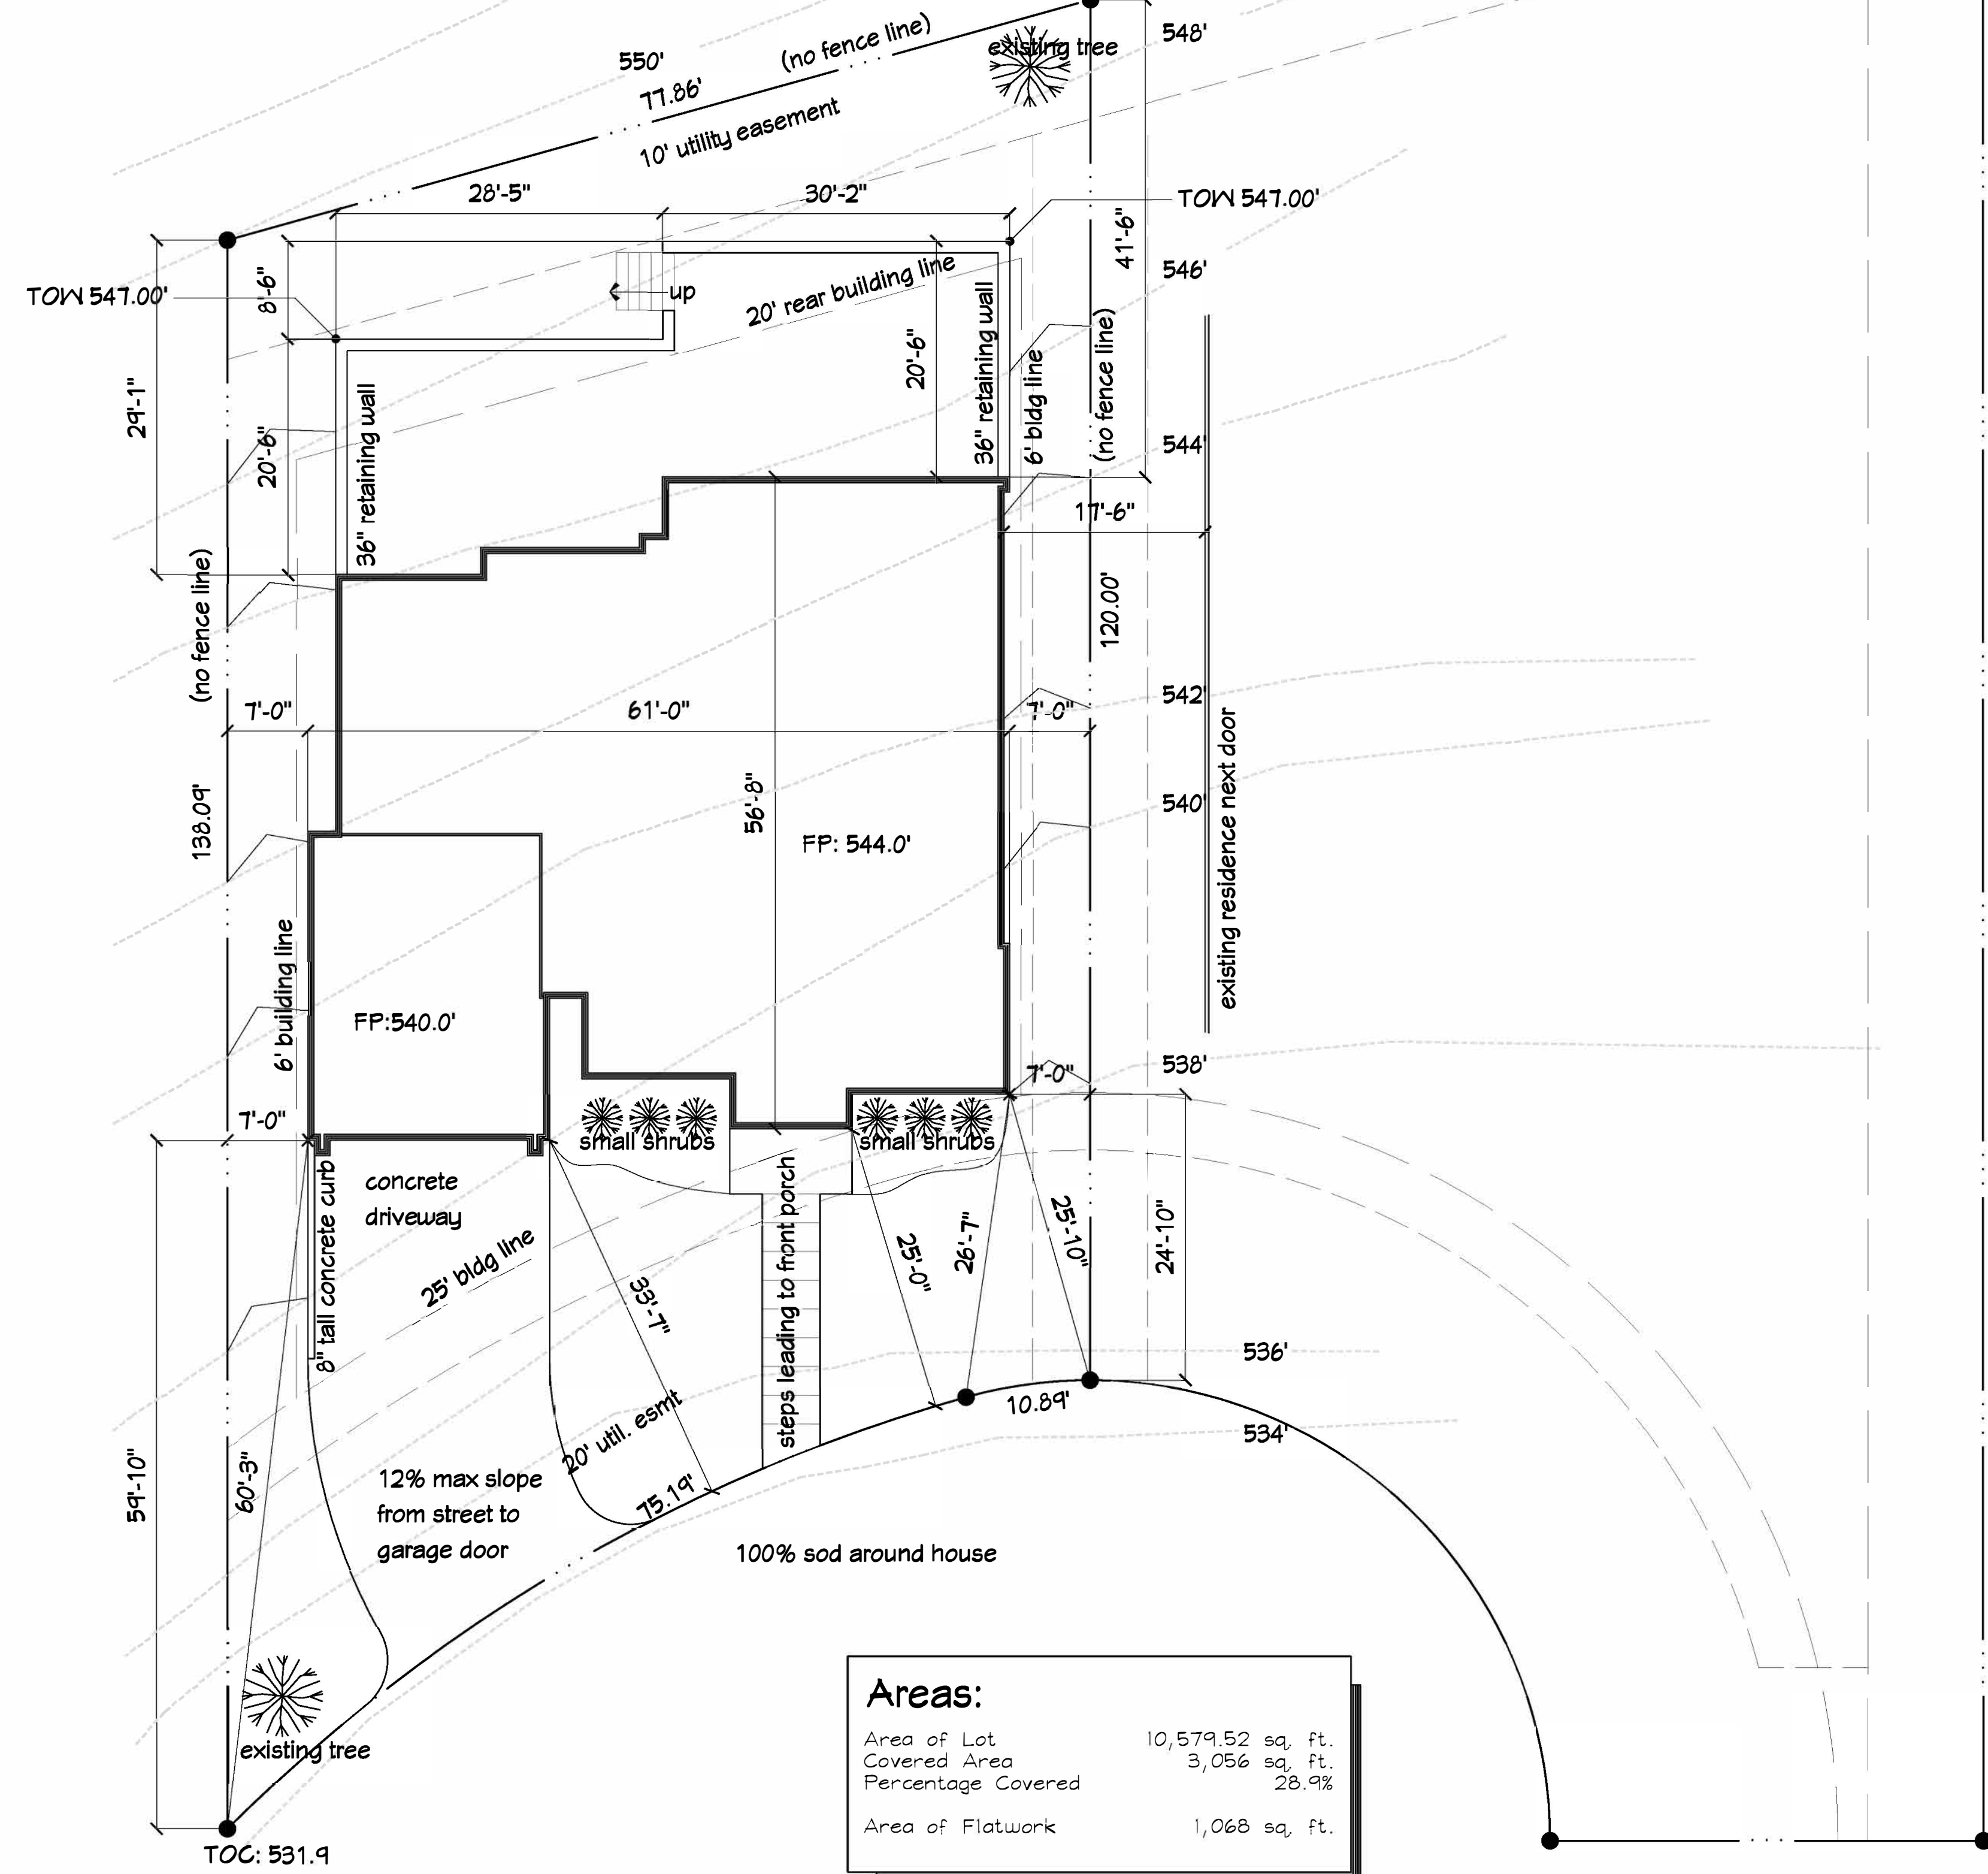 548'
(no fence line)
existing tree
550'
77.86'
10' utility easement
28'-5"
30'-2"
TOW 547.00'
41'-6"
546'
TOW 547.00'
8'-6"
up
20' rear building line
36" retaining wall
6' bldg line
(no fence line)
20'-6"
29'-1"
20'-6"
36" retaining wall
544'
17'-6"
(no fence line)
120.00'
7'-0"
61'-0"
7'-0"
542'
existing residence next door
138.09'
56'-8"
FP: 544.0'
540'
6' building line
FP:540.0'
538'
7'-0"
7'-0"
small shrubs
small shrubs
8" tall concrete curb
concrete
driveway
25' bldg line
33'-7"
steps leading to front porch
25'-0"
26'-7"
25'-10"
24'-10"
536'
10.89'
534'
59'-10"
60'-3"
20' util. esmt
75.19'
12% max slope
from street to
garage door
100% sod around house
existing tree
TOC: 531.9
Areas:
Area of Lot 10,579.52 sq. ft.
Covered Area 3,056 sq. ft.
Percentage Covered 28.9%
Area of Flatwork 1,068 sq. ft.